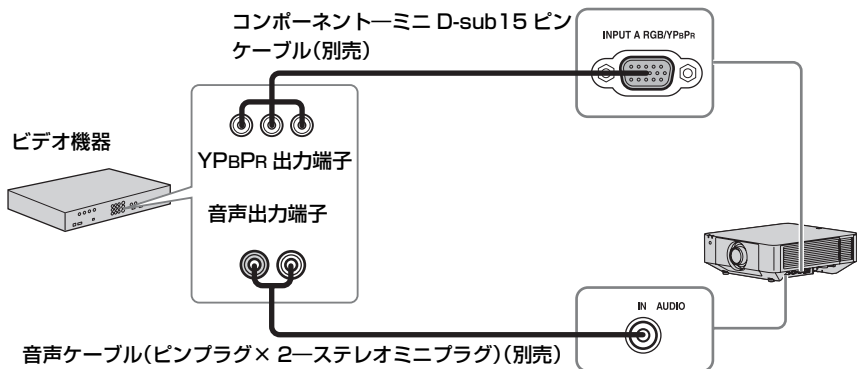 コンポーネント—ミニ D-sub15 ピン
ケーブル(別売)
INPUT A RGB/YPBPR
ビデオ機器
YPBPR 出力端子
音声出力端子
IN AUDIO
音声ケーブル(ピンプラグ× 2—ステレオミニプラグ)(別売)